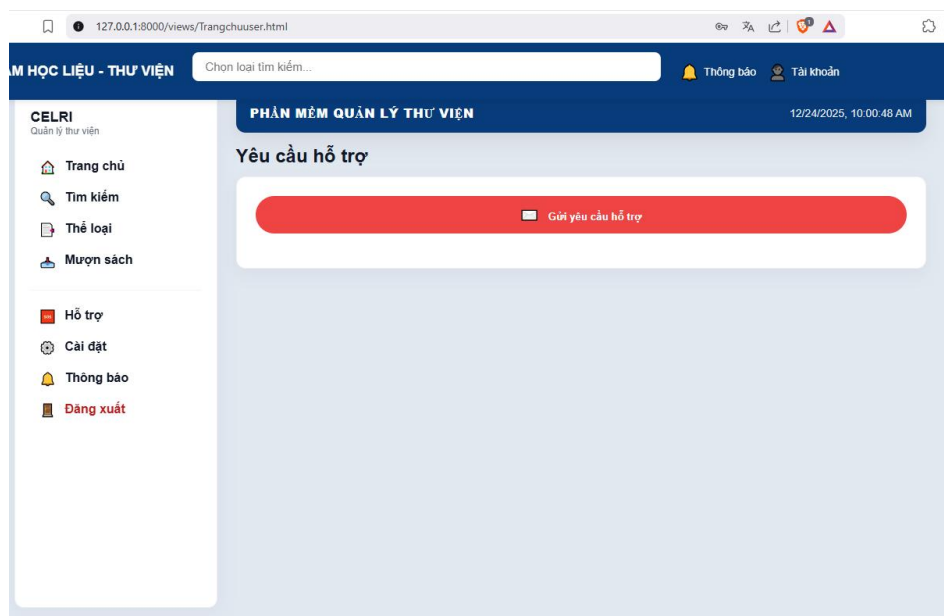 127.0.0.1:8000/views/Trangchuuser.html
M HỌC LIỆU - THƯ VIỆN
Chọn loại tìm kiếm...
Thông báo
Tài khoản
CELRI
Quản lý thư viện
Trang chủ
Tìm kiếm
Thể loại
Mượn sách
Hỗ trợ
Cài đặt
Thông báo
Đăng xuất
PHẦN MỀM QUẢN LÝ THƯ VIỆN
12/24/2025, 10:00:48 AM
Yêu cầu hỗ trợ
Gửi yêu cầu hỗ trợ